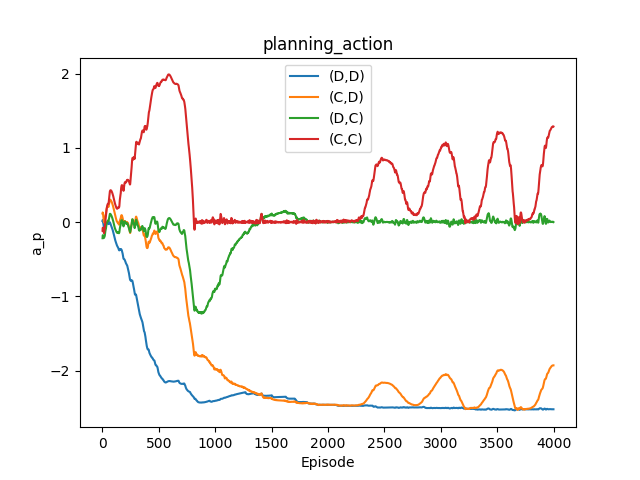 planning_action
2
1
0
−1
−2
a_p
(D,D)
(C,D)
(D,C)
(C,C)
0 500 1000 1500 2000 2500 3000 3500 4000
Episode